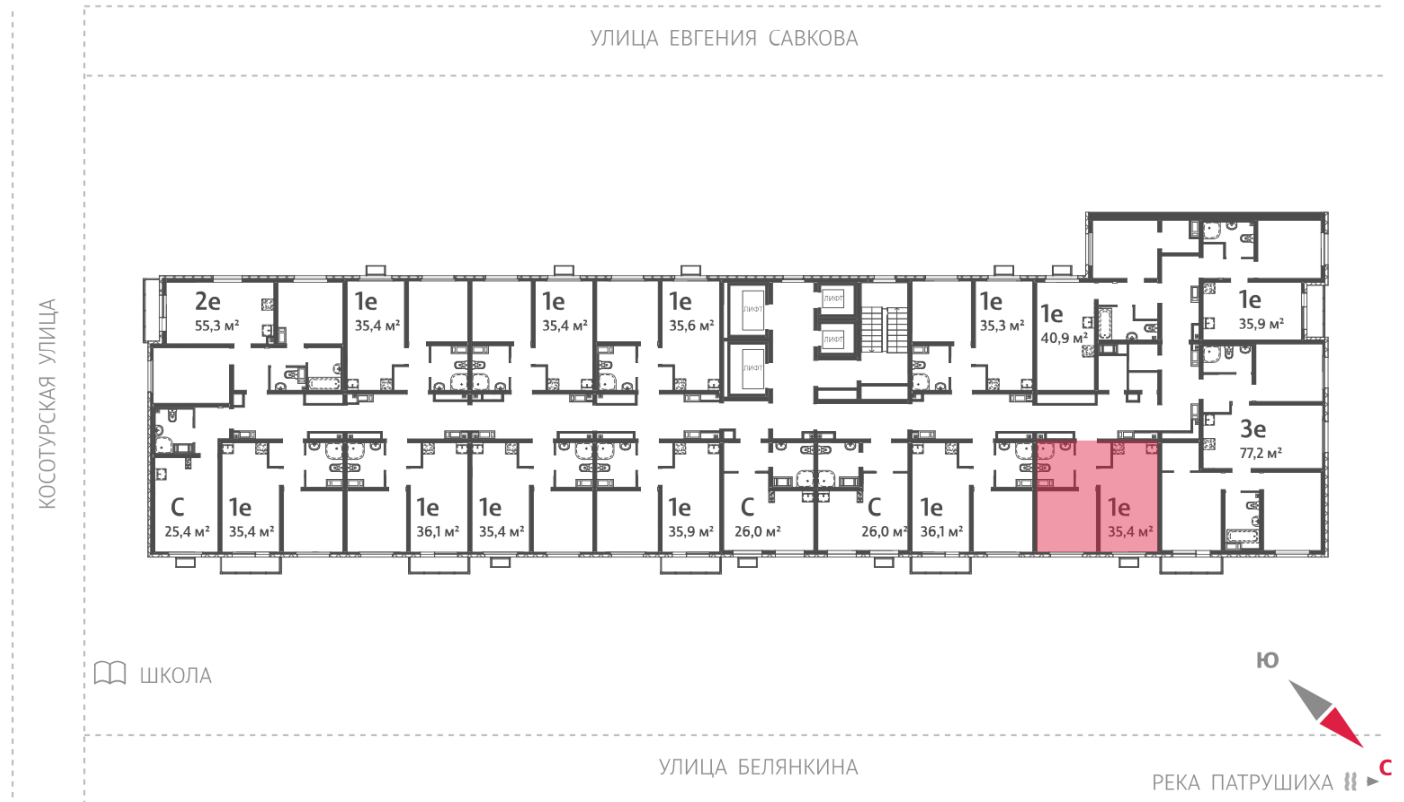 УЛИЦА ЕВГЕНИЯ САВКОВА
КОСОТУРСКАЯ УЛИЦА
2е
55,3 м²
1е
35,4 м²
1е
35,4 м²
1е
35,6 м²
ЛИФТ
ЛИФТ
ЛИФТ
ЛИФТ
1е
35,3 м²
1е
40,9 м²
1е
35,9 м²
3е
77,2 м²
С
25,4 м²
1е
35,4 м²
1е
36,1 м²
1е
35,4 м²
1е
35,9 м²
С
26,0 м²
С
26,0 м²
1е
36,1 м²
1е
35,4 м²
ШКОЛА
Ю
С
УЛИЦА БЕЛЯНКИНА
РЕКА ПАТРУШИХА